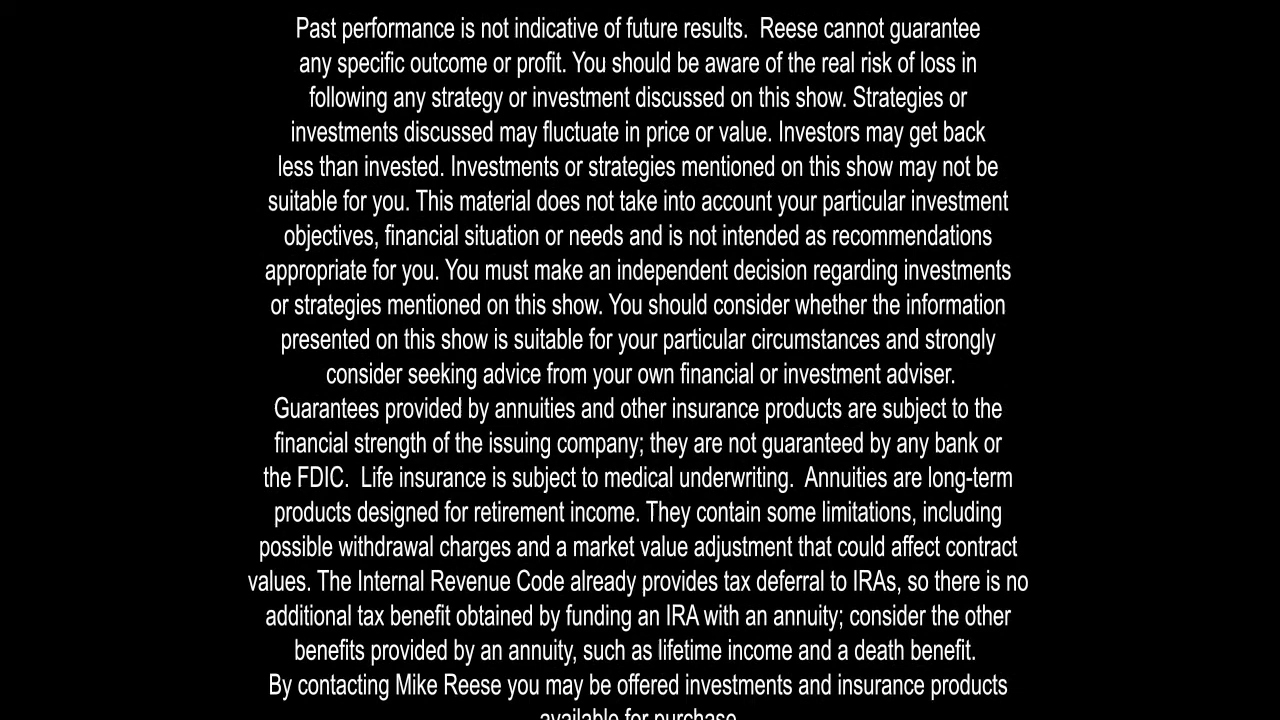 Past performance is not indicative of future results.  Reese cannot guarantee
any specific outcome or profit. You should be aware of the real risk of loss in
following any strategy or investment discussed on this show. Strategies or
investments discussed may fluctuate in price or value. Investors may get back
less than invested. Investments or strategies mentioned on this show may not be
suitable for you. This material does not take into account your particular investment
objectives, financial situation or needs and is not intended as recommendations
appropriate for you. You must make an independent decision regarding investments
or strategies mentioned on this show. You should consider whether the information
presented on this show is suitable for your particular circumstances and strongly
consider seeking advice from your own financial or investment adviser.
Guarantees provided by annuities and other insurance products are subject to the
financial strength of the issuing company; they are not guaranteed by any bank or
the FDIC.  Life insurance is subject to medical underwriting.  Annuities are long-term
products designed for retirement income. They contain some limitations, including
possible withdrawal charges and a market value adjustment that could affect contract
values. The Internal Revenue Code already provides tax deferral to IRAs, so there is no
additional tax benefit obtained by funding an IRA with an annuity; consider the other
benefits provided by an annuity, such as lifetime income and a death benefit.
By contacting Mike Reese you may be offered investments and insurance products
available for purchase.